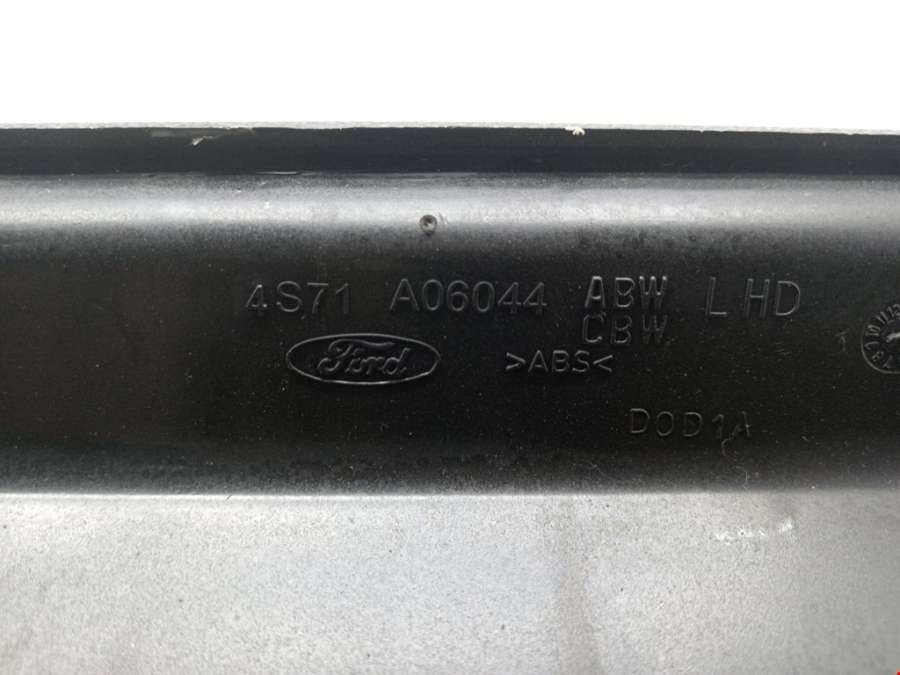 4S71 A06044 ABW LHD
CBW
Ford
>ABS<
D0D1A